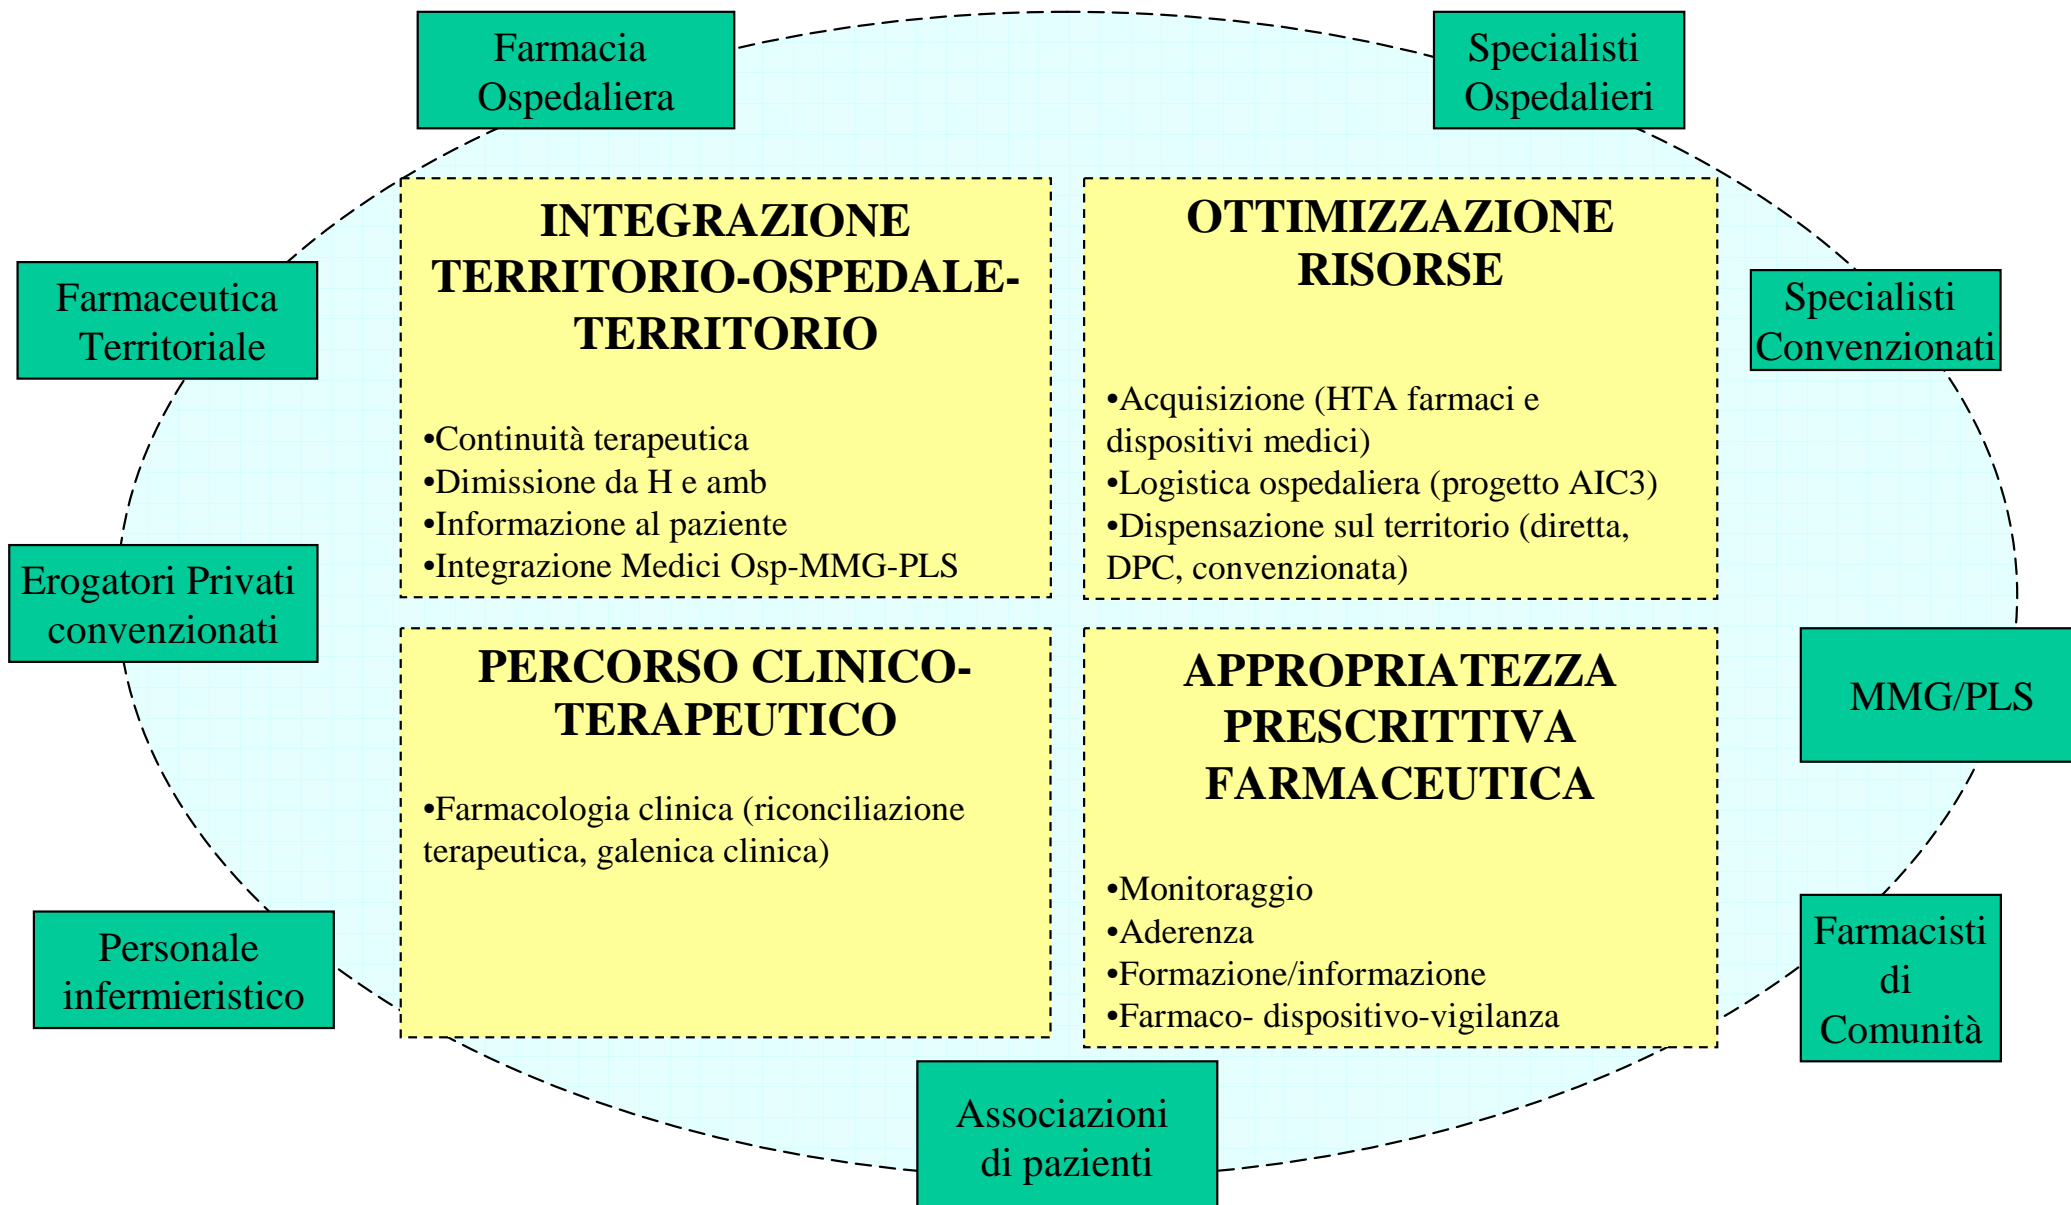 Farmacia
Ospedaliera
Specialisti
Ospedalieri
INTEGRAZIONE
TERRITORIO-OSPEDALE-
TERRITORIO
•Continuità terapeutica
•Dimissione da H e amb
•Informazione al paziente
•Integrazione Medici Osp-MMG-PLS
OTTIMIZZAZIONE
RISORSE
•Acquisizione (HTA farmaci e
dispositivi medici)
•Logistica ospedaliera (progetto AIC3)
•Dispensazione sul territorio (diretta,
DPC, convenzionata)
Farmaceutica
Territoriale
Specialisti
Convenzionati
Erogatori Privati
convenzionati
PERCORSO CLINICO-
TERAPEUTICO
•Farmacologia clinica (riconciliazione
terapeutica, galenica clinica)
APPROPRIATEZZA
PRESCRITTIVA
FARMACEUTICA
•Monitoraggio
•Aderenza
•Formazione/informazione
•Farmaco- dispositivo-vigilanza
MMG/PLS
Personale
infermieristico
Farmacisti
di
Comunità
Associazioni
di pazienti